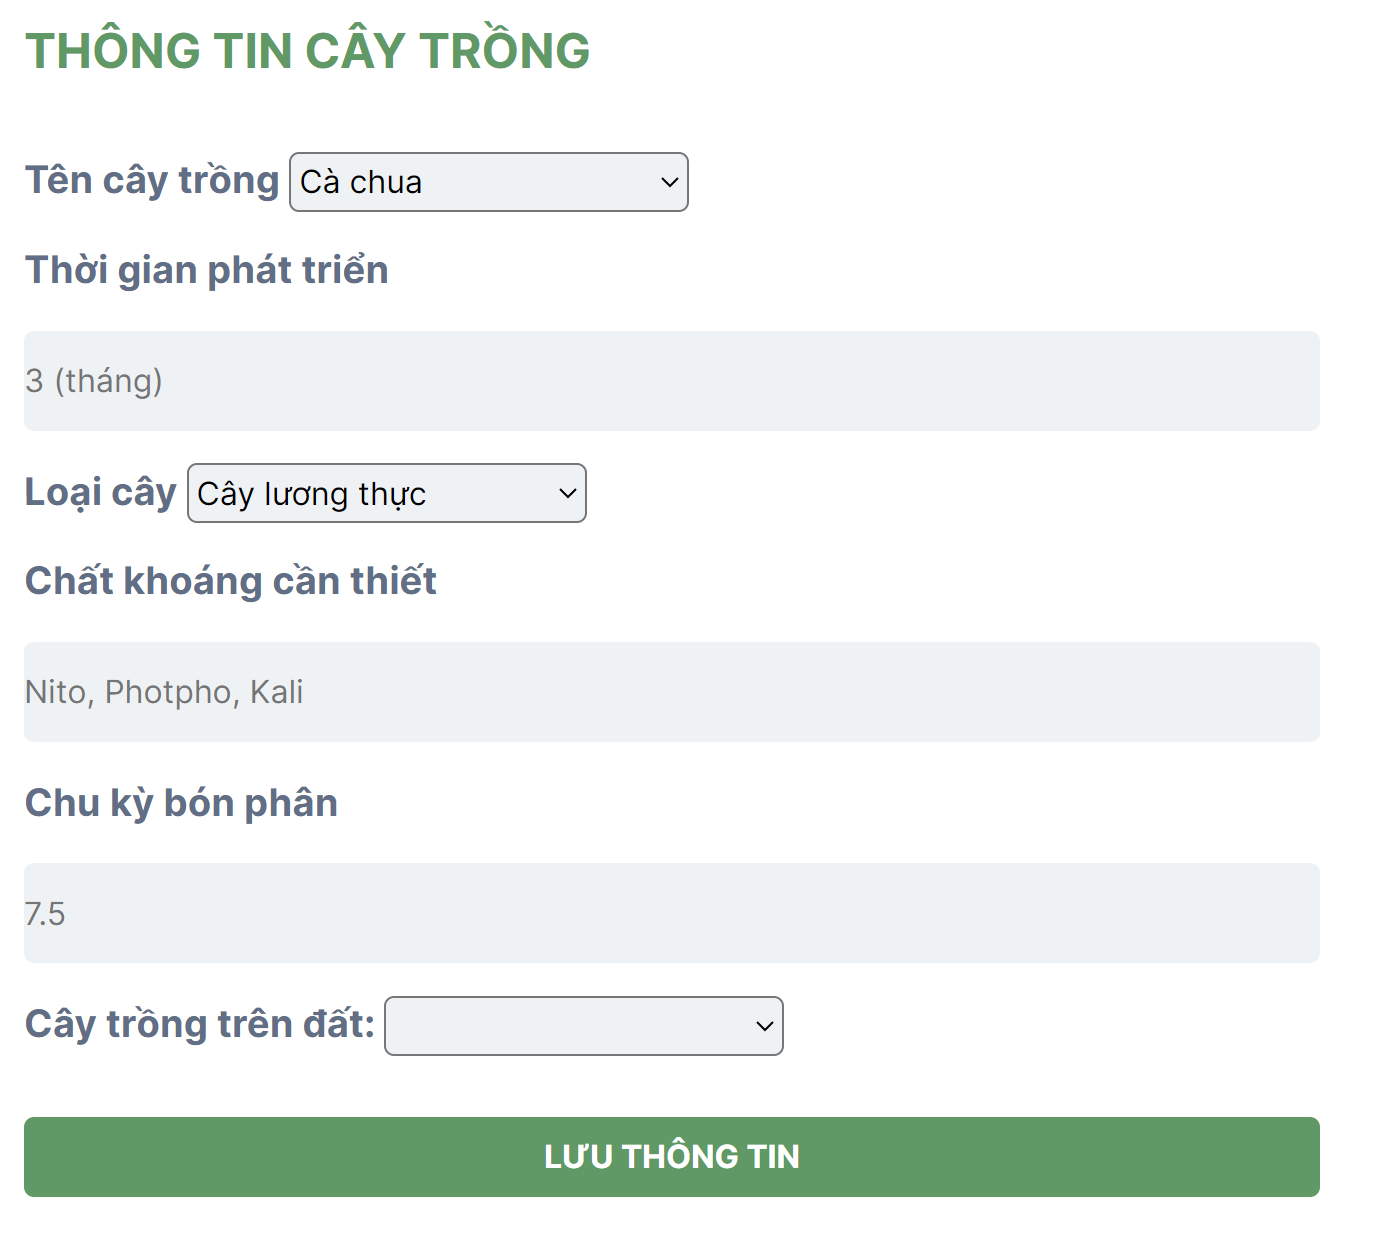 THÔNG TIN CÂY TRỒNG
Tên cây trồng Cà chua
Thời gian phát triển
3 (tháng)
Loại cây Cây lương thực
Chất khoáng cần thiết
Nito, Photpho, Kali
Chu kỳ bón phân
7.5
Cây trồng trên đất:
LƯU THÔNG TIN